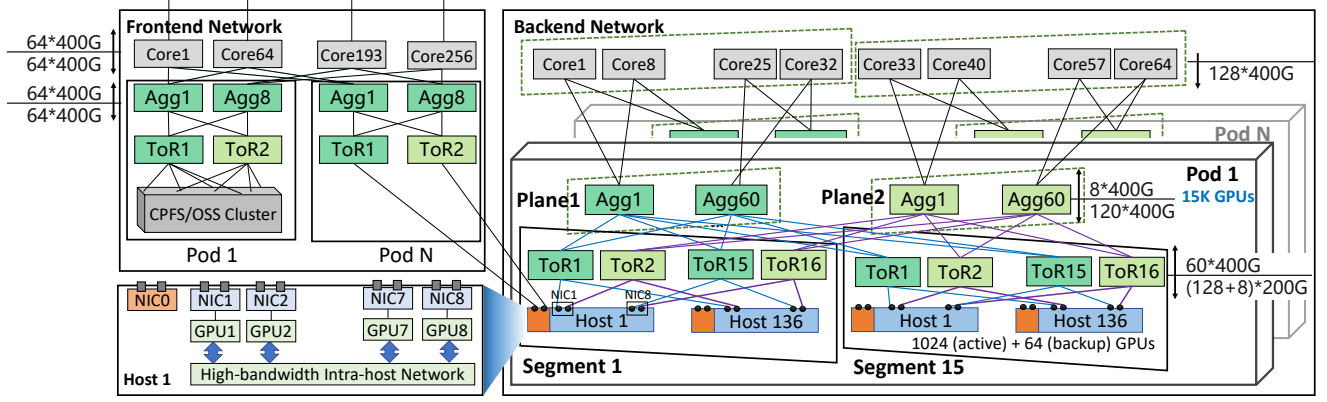 Frontend Network
64*400G
64*400G
Core1
Core64
Core193
Core256
64*400G
64*400G
Agg1
Agg8
Agg1
Agg8
ToR1
ToR2
ToR1
ToR2
CPFS/OSS Cluster
Pod 1
Pod N
NIC0
NIC1
NIC2
NIC7
NIC8
GPU1
GPU2
GPU7
GPU8
High-bandwidth Intra-host Network
Host 1
Backend Network
Core1
Core8
Core25
Core32
Core33
Core40
Core57
Core64
128*400G
Pod N
Pod 1
15K GPUs
Plane1
Agg1
Agg60
...
Plane2
Agg1
Agg60
8*400G
120*400G
ToR1
ToR2
ToR15
ToR16
ToR1
ToR2
ToR15
ToR16
60*400G
(128+8)*200G
NIC1
NIC8
Host 1
Host 136
Host 1
Host 136
1024 (active) + 64 (backup) GPUs
Segment 1
Segment 15